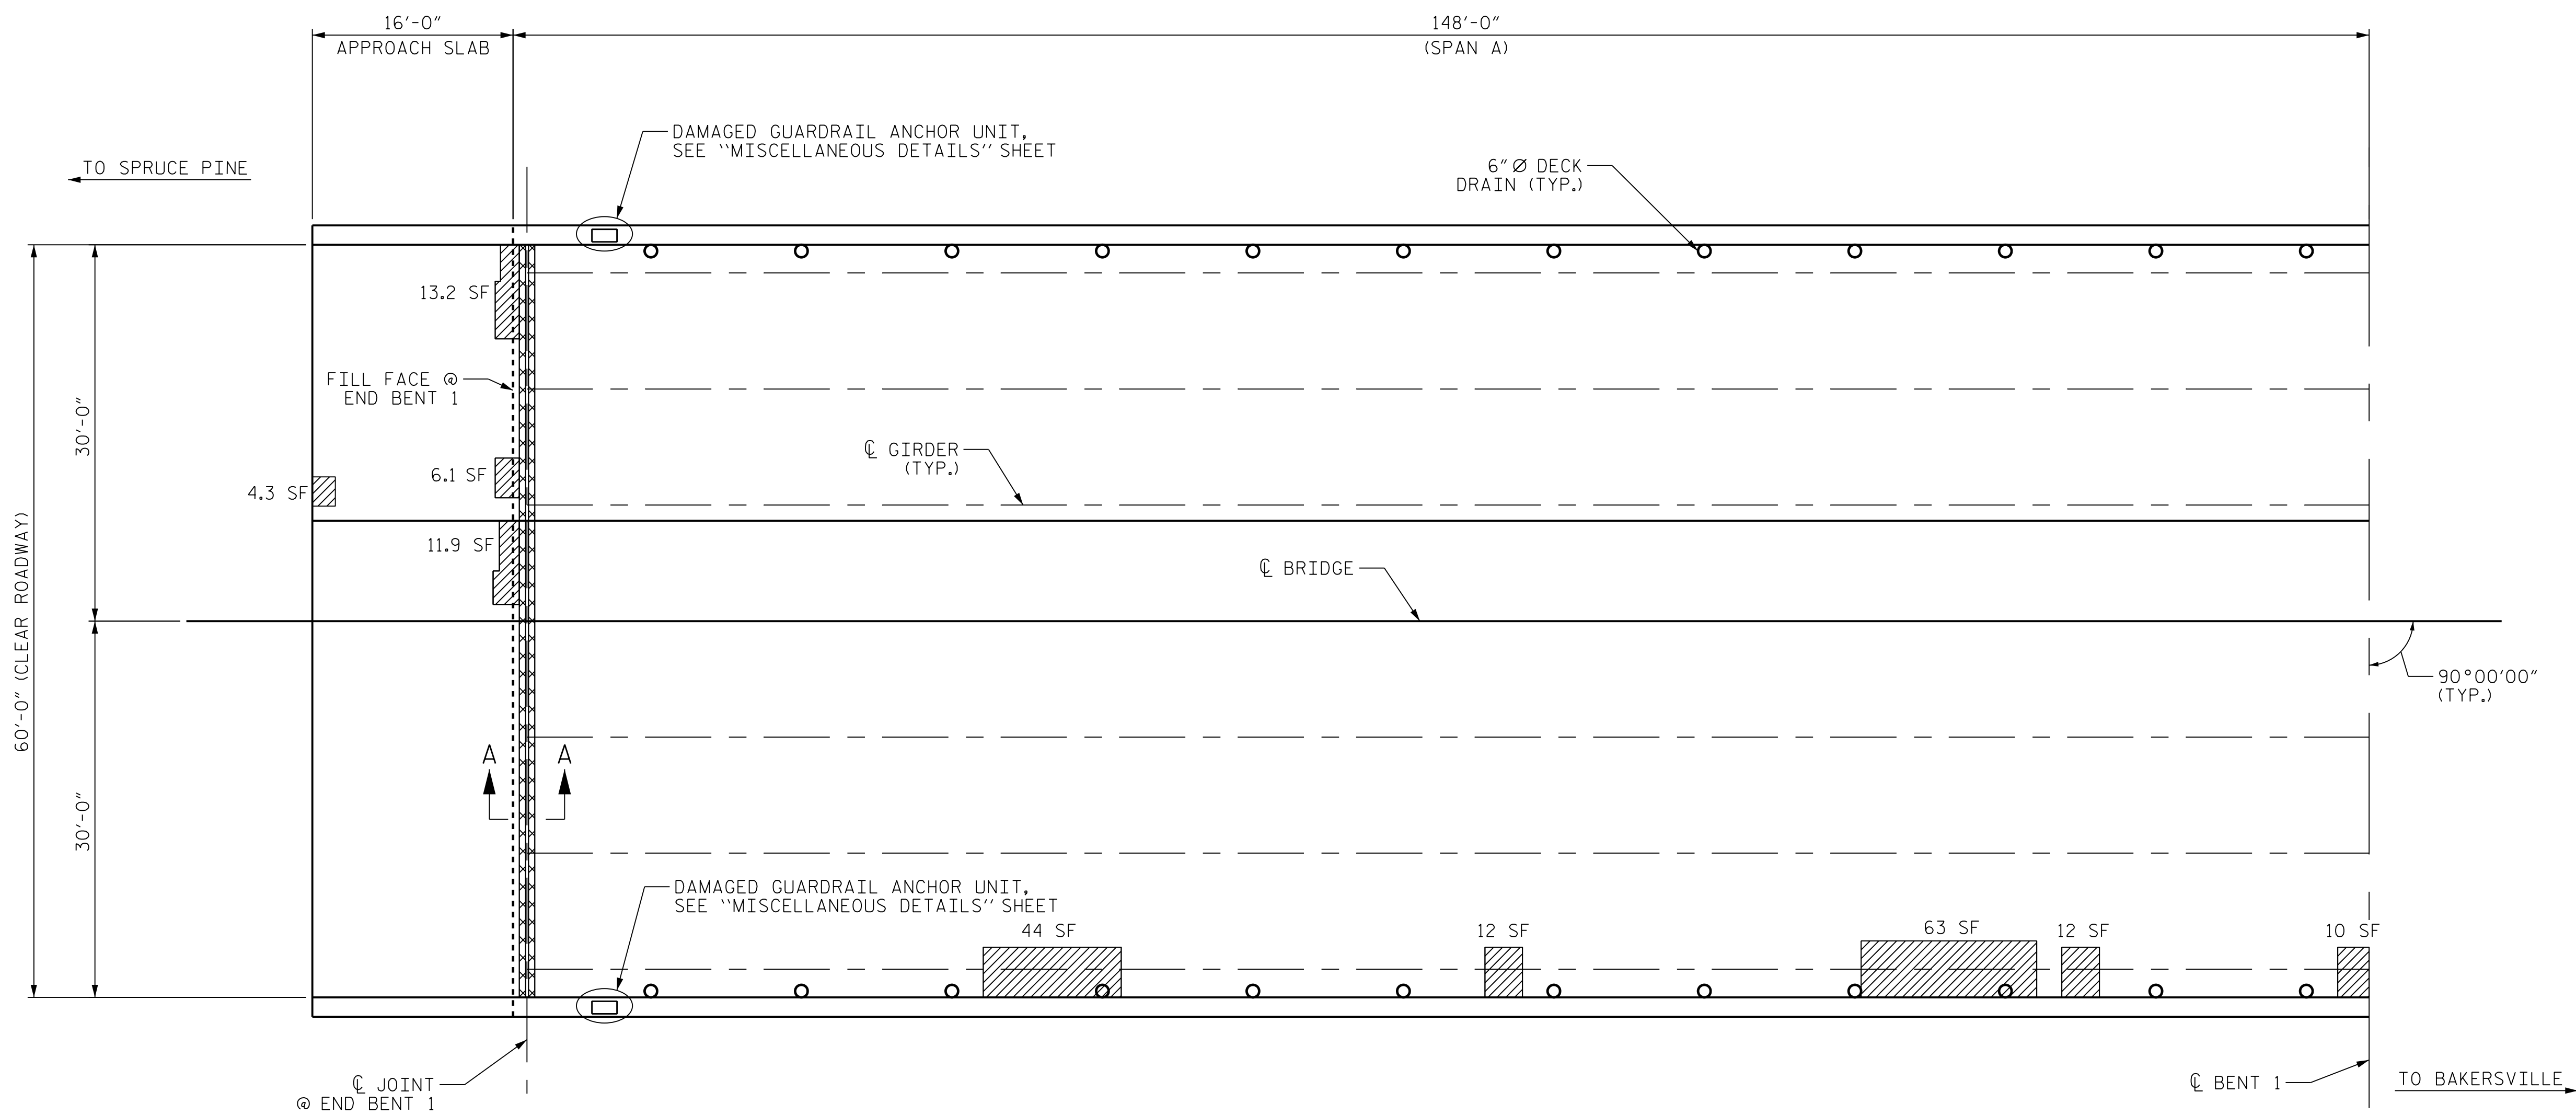 16'-0"
APPROACH SLAB
148'-0"
(SPAN A)
DAMAGED GUARDRAIL ANCHOR UNIT,
SEE "MISCELLANEOUS DETAILS" SHEET
6"Ø DECK
DRAIN (TYP.)
TO SPRUCE PINE
13.2 SF
FILL FACE @
END BENT 1
30'-0"
℄ GIRDER
(TYP.)
6.1 SF
4.3 SF
11.9 SF
℄ BRIDGE
60'-0" (CLEAR ROADWAY)
90°00'00"
(TYP.)
A
A
30'-0"
DAMAGED GUARDRAIL ANCHOR UNIT,
SEE "MISCELLANEOUS DETAILS" SHEET
44 SF
12 SF
63 SF
12 SF
10 SF
℄ JOINT
@ END BENT 1
℄ BENT 1
TO BAKERSVILLE